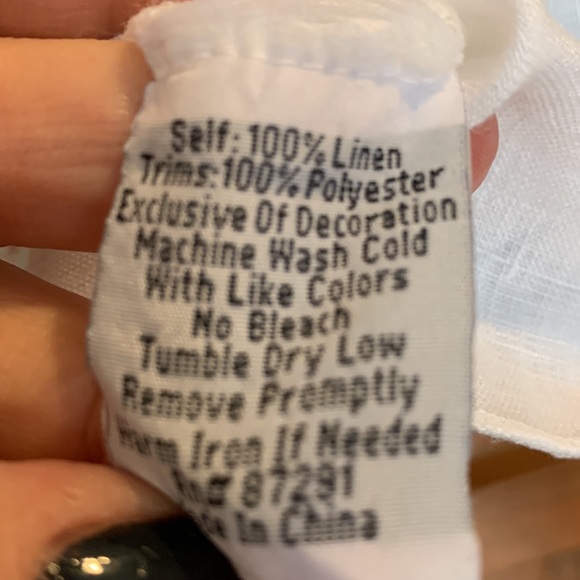 Self: 100% Linen
Trims: 100% Polyester
Exclusive Of Decoration
Machine Wash Cold
With Like Colors
No Bleach
Tumble Dry Low
Remove Promptly
Warm Iron If Needed
Rn# 87291
In China